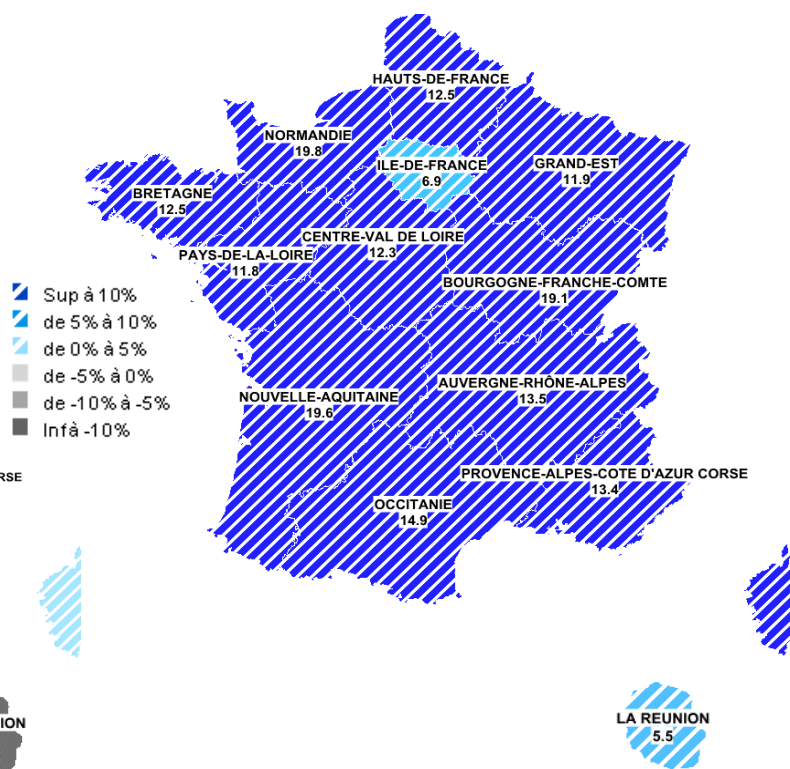 HAUTS-DE-FRANCE
12.5
NORMANDIE
19.8
ILE-DE-FRANCE
6.9
GRAND-EST
11.9
BRETAGNE
12.5
CENTRE-VAL DE LOIRE
12.3
PAYS-DE-LA-LOIRE
11.8
BOURGOGNE-FRANCHE-COMTE
19.1
Sup à 10%
de 5% à 10%
de 0% à 5%
de -5% à 0%
de -10% à -5%
Inf à -10%
NOUVELLE-AQUITAINE
19.6
AUVERGNE-RHÔNE-ALPES
13.5
RSE
PROVENCE-ALPES-COTE D'AZUR CORSE
13.4
OCCITANIE
14.9
ION
LA REUNION
5.5